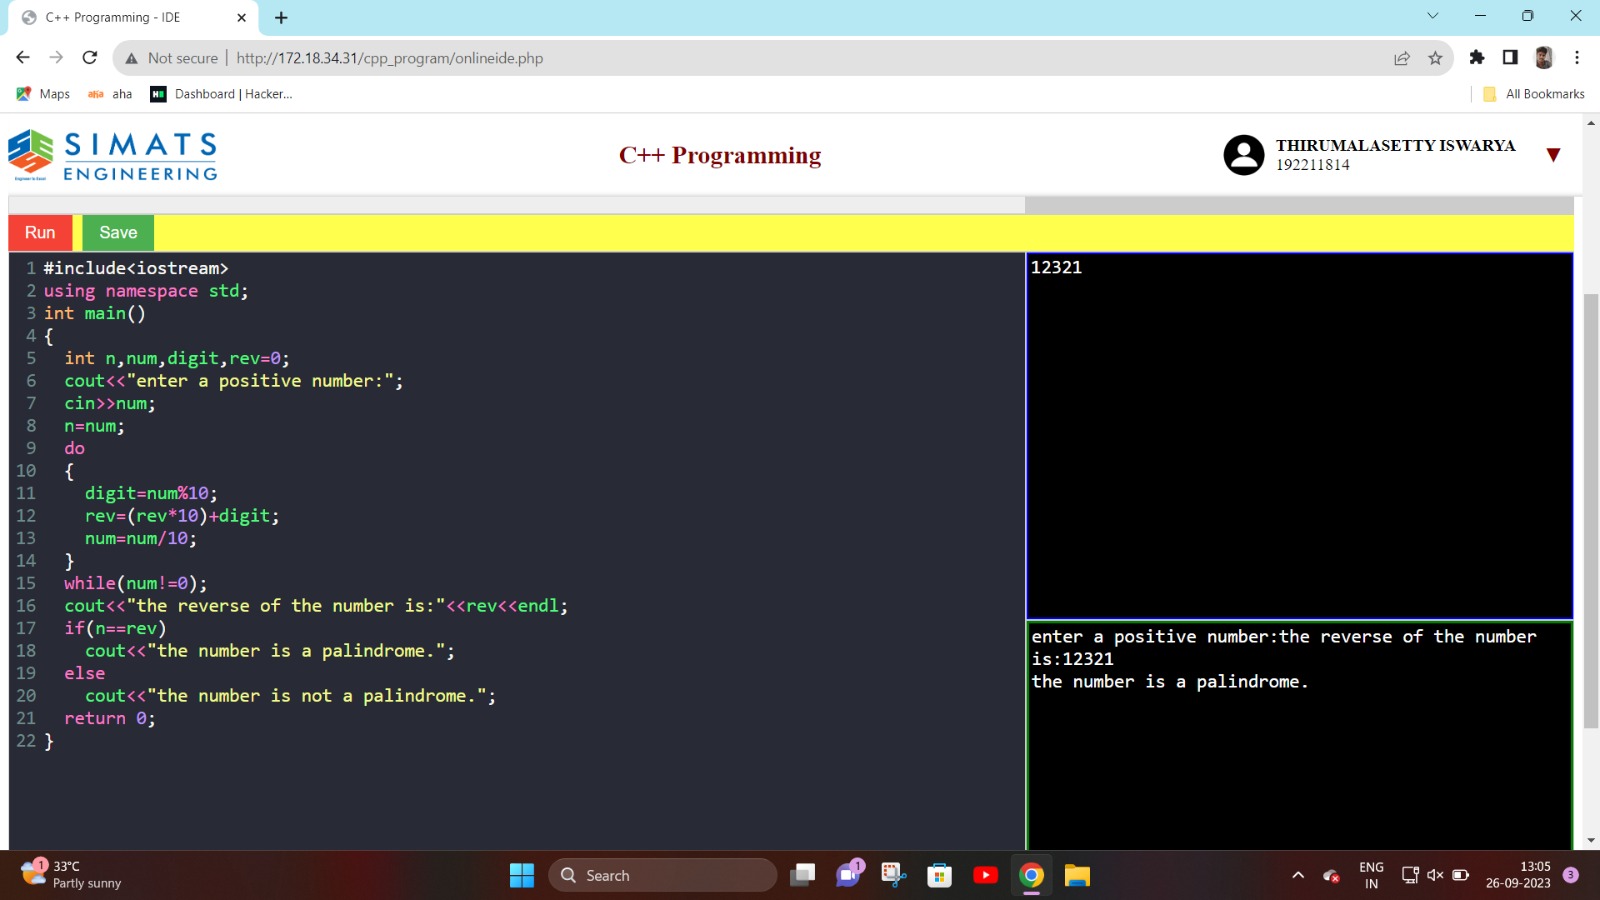 C++ Programming - IDE
Not secure | http://172.18.34.31/cpp_program/onlineide.php
Maps aha aha Dashboard | Hacker... All Bookmarks
SIMATS
ENGINEERING
C++ Programming
THIRUMALASETTY ISWARYA
192211814
Run Save
1 #include<iostream>
2 using namespace std;
3 int main()
4 {
5   int n,num,digit,rev=0;
6   cout<<"enter a positive number:";
7   cin>>num;
8   n=num;
9   do
10   {
11     digit=num%10;
12     rev=(rev*10)+digit;
13     num=num/10;
14   }
15   while(num!=0);
16   cout<<"the reverse of the number is:"<<rev<<endl;
17   if(n==rev)
18     cout<<"the number is a palindrome.";
19   else
20     cout<<"the number is not a palindrome.";
21   return 0;
22 }
12321
enter a positive number:the reverse of the number
is:12321
the number is a palindrome.
1
33°C
Partly sunny
Search
1
ENG
IN
13:05
26-09-2023
3